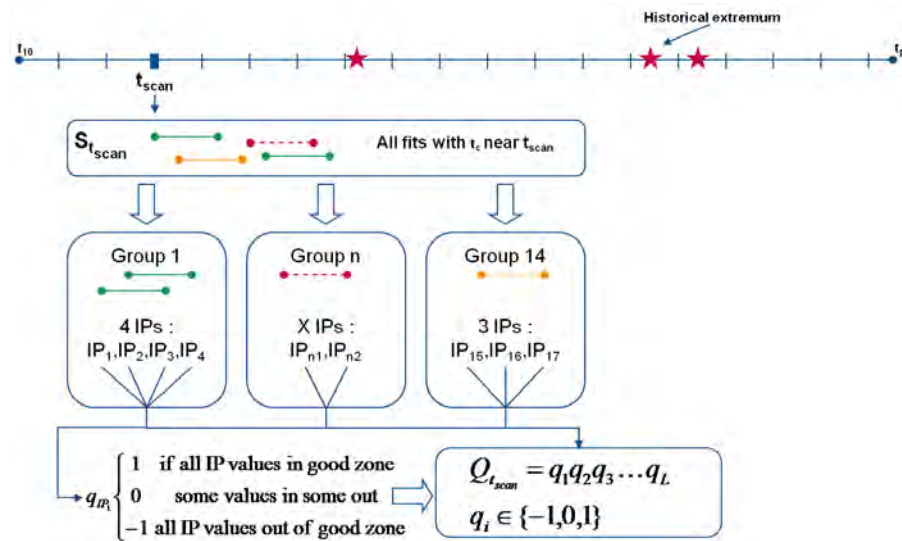 Historical extremum
t10
t
tscan
Stscan All fits with tc near tscan
Group 1
Group n
Group 14
4 IPs :
X IPs :
3 IPs :
IP1,IP2,IP3,IP4
IPn1,IPn2
IP15,IP16,IP17
qIP1 { 1 if all IP values in good zone
0 some values in some out
−1 all IP values out of good zone
Qtscan = q1q2q3…qL
qi ∈ {−1,0,1}